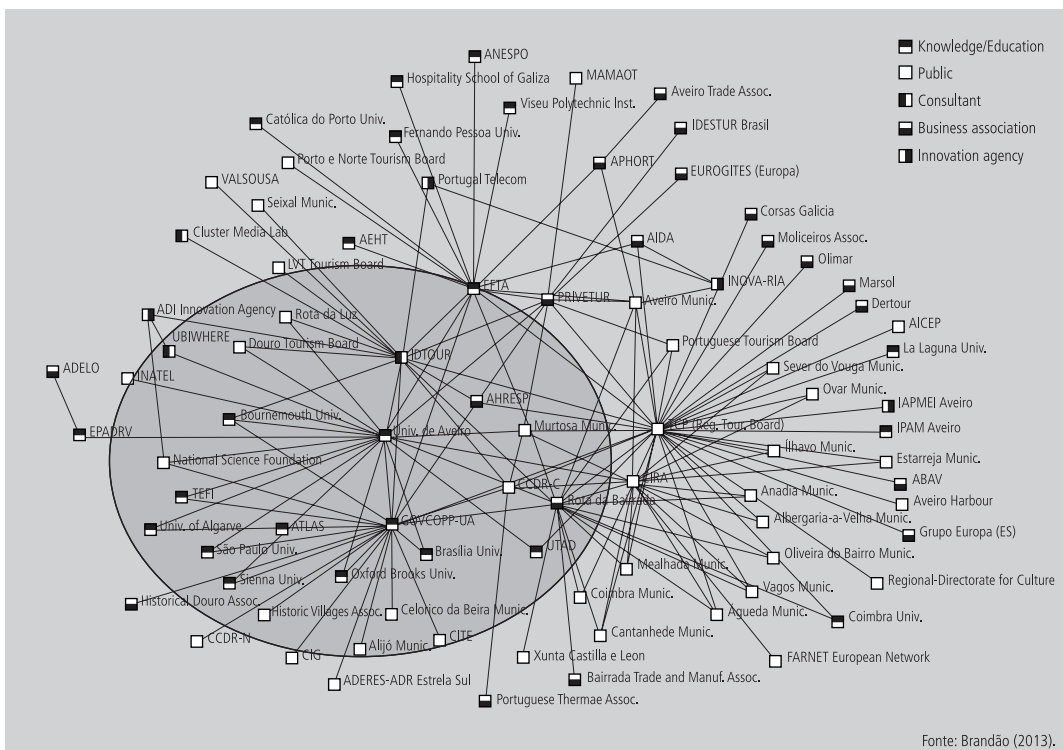 ANESPO
Hospitality School of Galiza
MAMAOT
Viseu Polytechnic Inst.
Aveiro Trade Assoc.
Católica do Porto Univ.
Fernando Pessoa Univ.
IDESTUR Brasil
Porto e Norte Tourism Board
APHORT
Portugal Telecom
EUROGITES (Europa)
VALSOUSA
Seixal Munic.
Corsas Galicia
Cluster Media Lab
AEHT
AIDA
Moliceiros Assoc.
Olimar
LVT Tourism Board
EFTA
INOVA-RIA
Marsol
PRIVETUR
Aveiro Munic.
Dertour
ADI Innovation Agency
Rota da Luz
AICEP
UBIWHERE
Douro Tourism Board
IDTOUR
Portuguese Tourism Board
La Laguna Univ.
ADELO
INATEL
Sever do Vouga Munic.
Ovar Munic.
AHRESP
IAPMEI Aveiro
Bournemouth Univ.
EPADRV
Univ. de Aveiro
Murtosa Munic.
TCP (Reg. Tour. Board)
IPAM Aveiro
Ílhavo Munic.
National Science Foundation
Estarreja Munic.
CCDR-C
CIRA
ABAV
TEFI
Rota da Bairrada
Anadia Munic.
Aveiro Harbour
Univ. of Algarve
ATLAS
GOVCOPP-UA
Albergaria-a-Velha Munic.
Grupo Europa (ES)
São Paulo Univ.
Brasília Univ.
UTAD
Oliveira do Bairro Munic.
Sienna Univ.
Oxford Brooks Univ.
Mealhada Munic.
Regional-Directorate for Culture
Historical Douro Assoc.
Historic Villages Assoc.
Celorico da Beira Munic.
Coimbra Munic.
Vagos Munic.
Agueda Munic.
Coimbra Univ.
CCDR-N
CITE
Cantanhede Munic.
CIG
Alijó Munic.
Xunta Castilla e Leon
FARNET European Network
ADERES-ADR Estrela Sul
Bairrada Trade and Manuf. Assoc.
Portuguese Thermae Assoc.
Knowledge/Education
Public
Consultant
Business association
Innovation agency
Fonte: Brandão (2013).